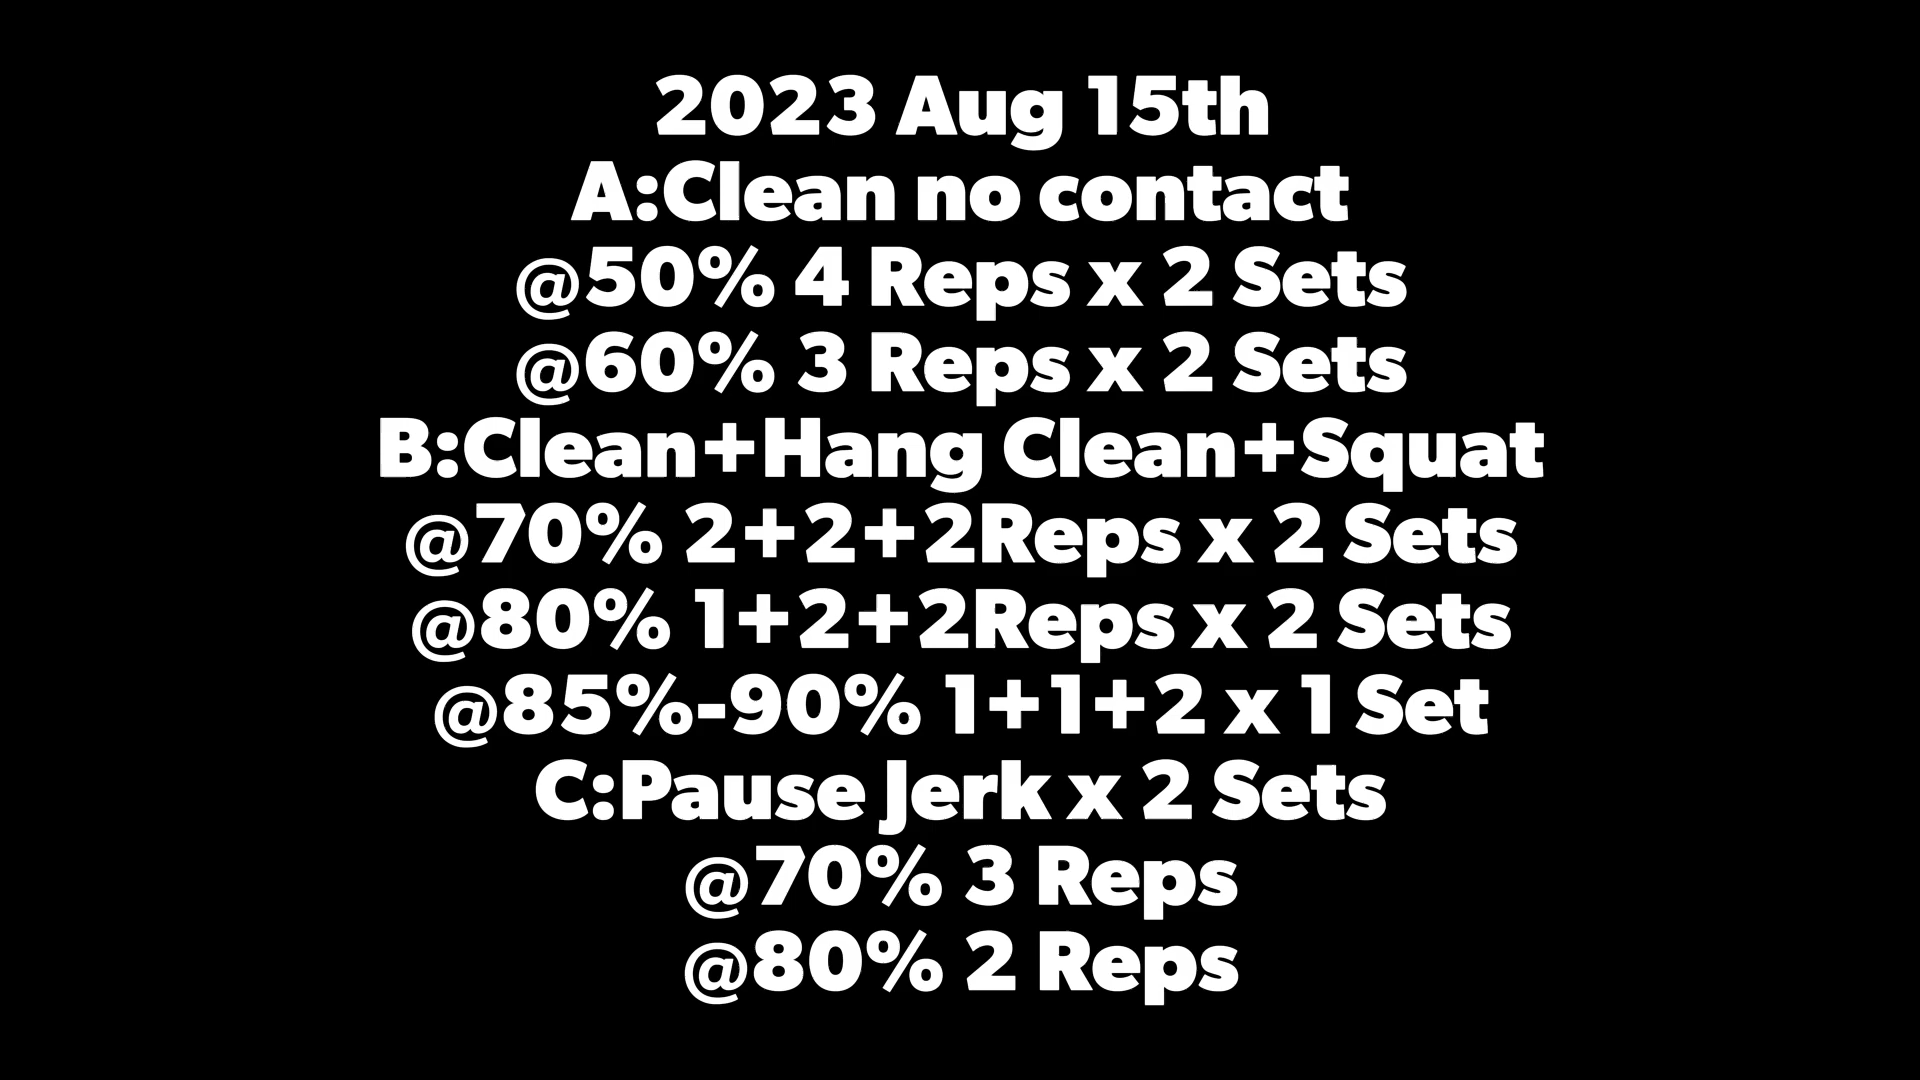 2023 Aug 15th
A:Clean no contact
@50% 4 Reps x 2 Sets
@60% 3 Reps x 2 Sets
B:Clean+Hang Clean+Squat
@70% 2+2+2Reps x 2 Sets
@80% 1+2+2Reps x 2 Sets
@85%-90% 1+1+2 x 1 Set
C:Pause Jerk x 2 Sets
@70% 3 Reps
@80% 2 Reps